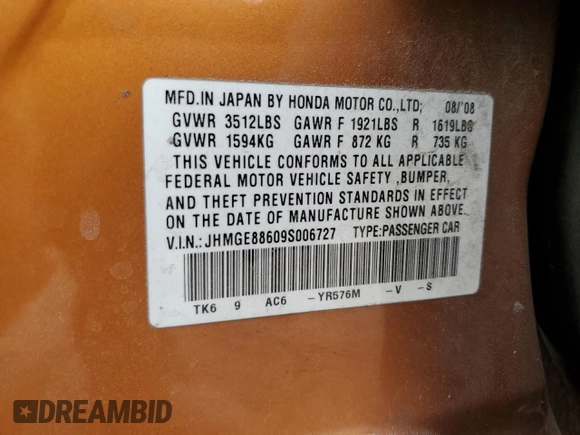 MFD.IN JAPAN BY HONDA MOTOR CO.,LTD; 08/'08
GVWR 3512LBS GAWR F 1921LBS R 1619LBS
GVWR 1594KG GAWR F 872 KG R 735 KG
THIS VEHICLE CONFORMS TO ALL APPLICABLE
FEDERAL MOTOR VEHICLE SAFETY ,BUMPER,
AND THEFT PREVENTION STANDARDS IN EFFECT
ON THE DATE OF MANUFACTURE SHOWN ABOVE.
V.I.N.:JHMGE88609S006727 TYPE:PASSENGER CAR
TK6 9 AC6 -YR576M -V -S
DREAMBID